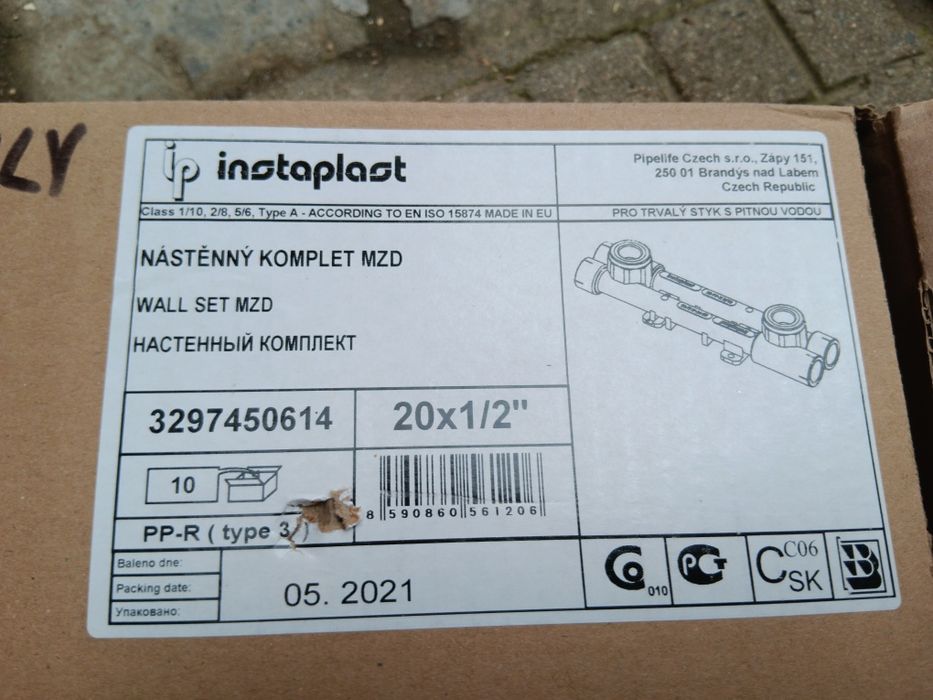 LY
ip instaplast
Pipelife Czech s.r.o., Zápy 151,
250 01 Brandýs nad Labem
Czech Republic
Class 1/10, 2/8, 5/6, Type A - ACCORDING TO EN ISO 15874 MADE IN EU
PRO TRVALÝ STYK S PITNOU VODOU
NÁSTĚNNÝ KOMPLET MZD
WALL SET MZD
НАСТЕННЫЙ КОМПЛЕКТ
3297450614
20x1/2"
10
8 590860 561206
PP-R ( type 3 )
Baleno dne:
Packing date:
Упаковано:
05. 2021
010
РСТ
C C06
SK